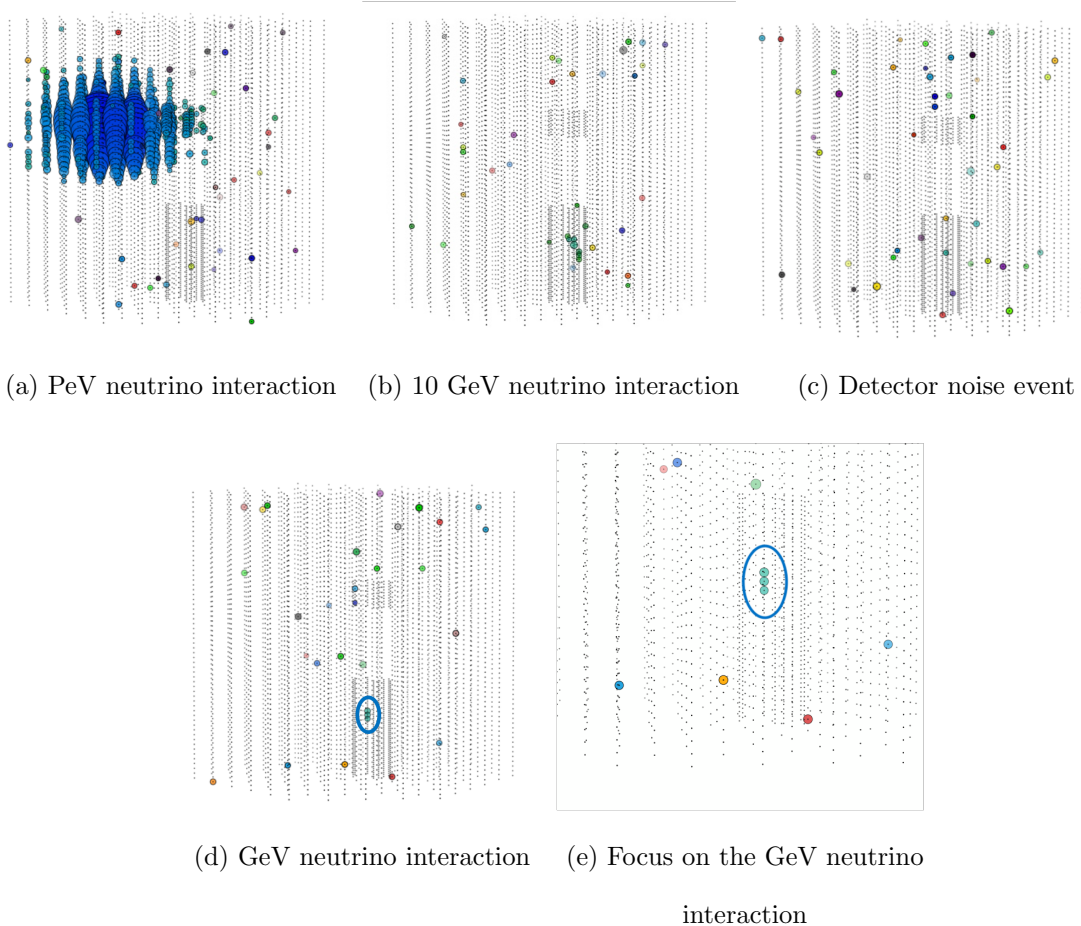 (a) PeV neutrino interaction
(b) 10 GeV neutrino interaction
(c) Detector noise event
(d) GeV neutrino interaction
(e) Focus on the GeV neutrino
interaction